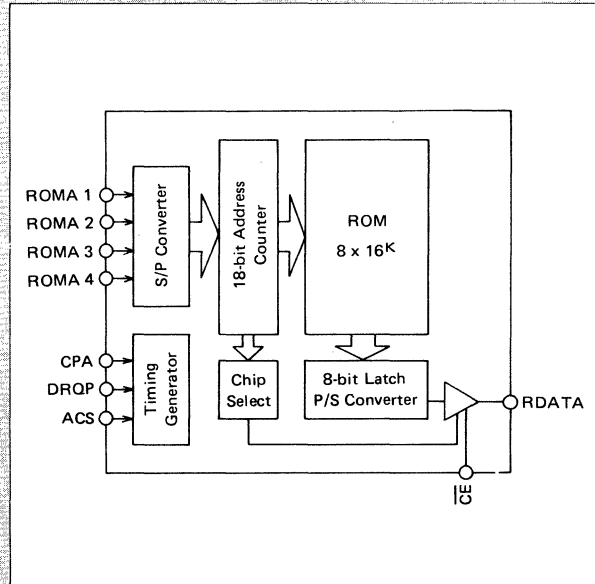 ROMA 1
ROMA 2
ROMA 3
ROMA 4
S/P Converter
18-bit Address
Counter
ROM
8 x 16K
CPA
DRQP
ACS
Timing
Generator
Chip
Select
8-bit Latch
P/S Converter
RDATA
CE